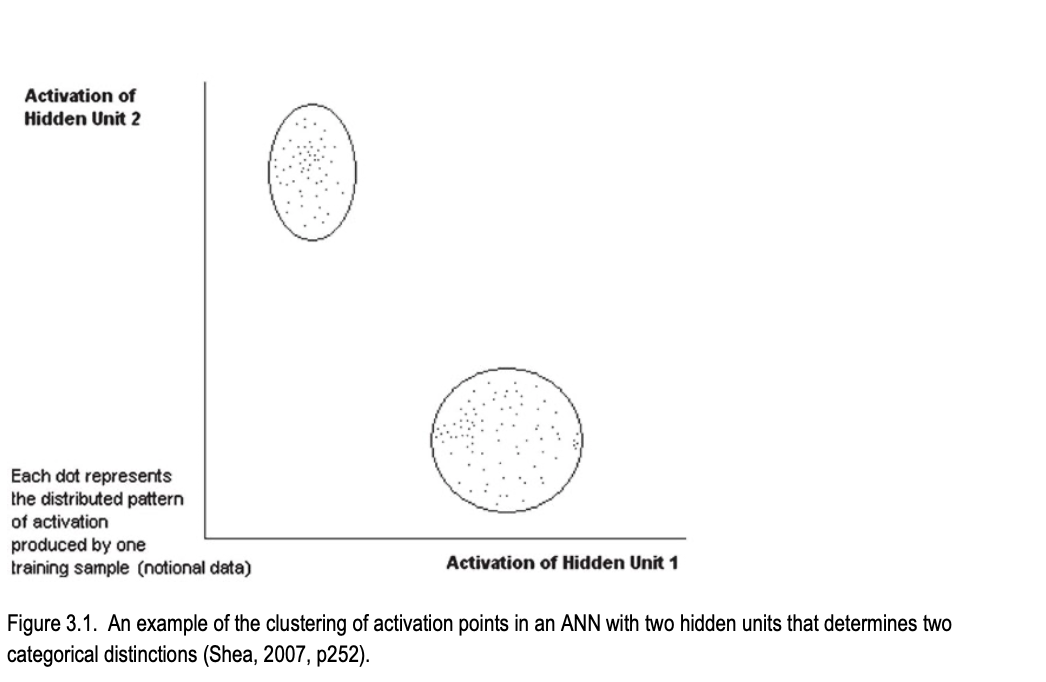 Activation of
Hidden Unit 2
Each dot represents
the distributed pattern
of activation
produced by one
training sample (notional data)
Activation of Hidden Unit 1
Figure 3.1.  An example of the clustering of activation points in an ANN with two hidden units that determines two
categorical distinctions (Shea, 2007, p252).